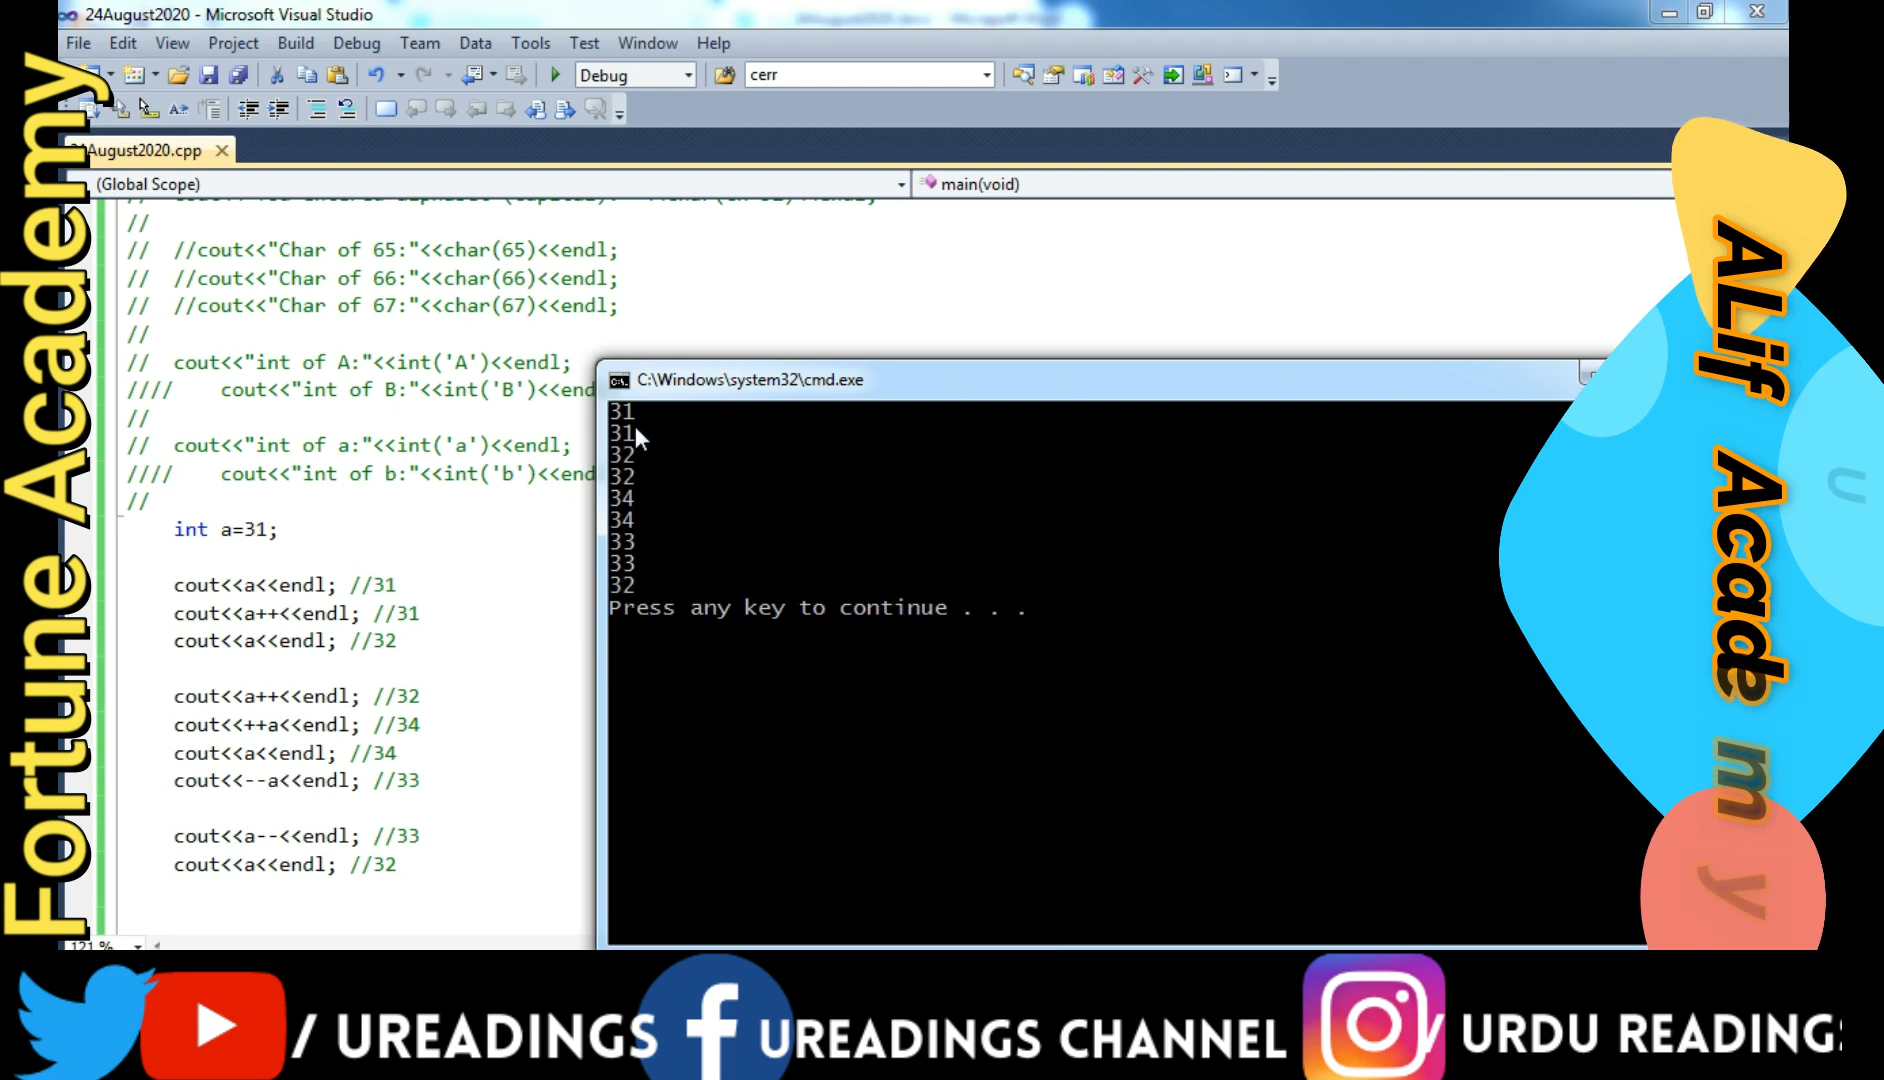 24August2020 - Microsoft Visual Studio
File Edit View Project Build Debug Team Data Tools Test Window Help
Debug cerr
24August2020.cpp
(Global Scope) main(void)
//
// //cout<<"Char of 65:"<<char(65)<<endl;
// //cout<<"Char of 66:"<<char(66)<<endl;
// //cout<<"Char of 67:"<<char(67)<<endl;
//
// cout<<"int of A:"<<int('A')<<endl;
//// cout<<"int of B:"<<int('B')<<end
//
// cout<<"int of a:"<<int('a')<<endl;
//// cout<<"int of b:"<<int('b')<<end
//
int a=31;
cout<<a<<endl; //31
cout<<a++<<endl; //31
cout<<a<<endl; //32
cout<<a++<<endl; //32
cout<<++a<<endl; //34
cout<<a<<endl; //34
cout<<--a<<endl; //33
cout<<a--<<endl; //33
cout<<a<<endl; //32
121 %
C:\Windows\system32\cmd.exe
31
31
32
32
34
34
33
33
32
Press any key to continue . . .
Fortune Academy
ALif Academy
/ UREADINGS
UREADINGS CHANNEL
/ URDU READINGS